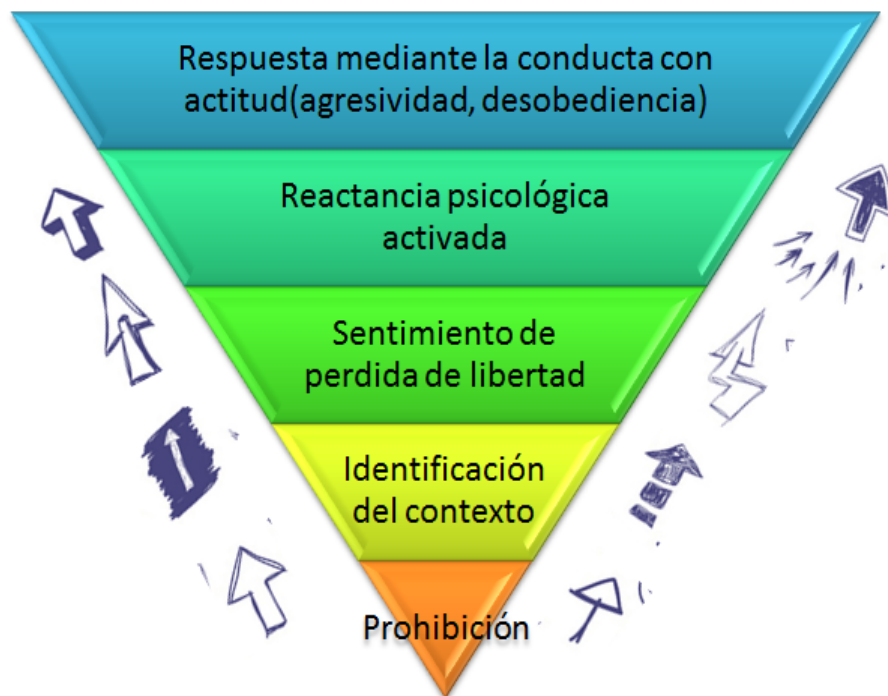 Respuesta mediante la conducta con
actitud(agresividad, desobediencia)
Reactancia psicológica
activada
Sentimiento de
perdida de libertad
Identificación
del contexto
Prohibición